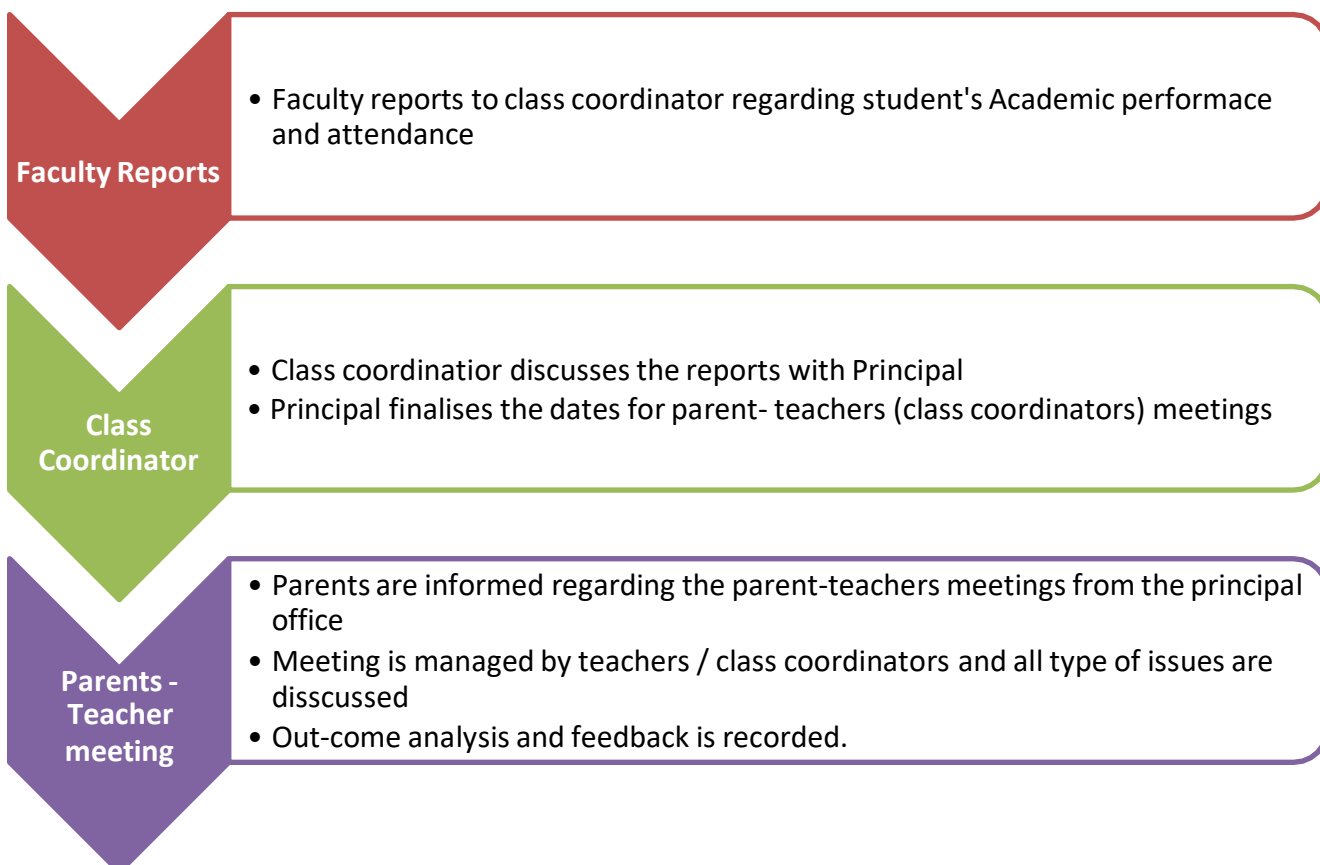 Faculty Reports
• Faculty reports to class coordinator regarding student's Academic performace
and attendance
Class
Coordinator
• Class coordinatior discusses the reports with Principal
• Principal finalises the dates for parent- teachers (class coordinators) meetings
Parents -
Teacher
meeting
• Parents are informed regarding the parent-teachers meetings from the principal
office
• Meeting is managed by teachers / class coordinators and all type of issues are
disscussed
• Out-come analysis and feedback is recorded.